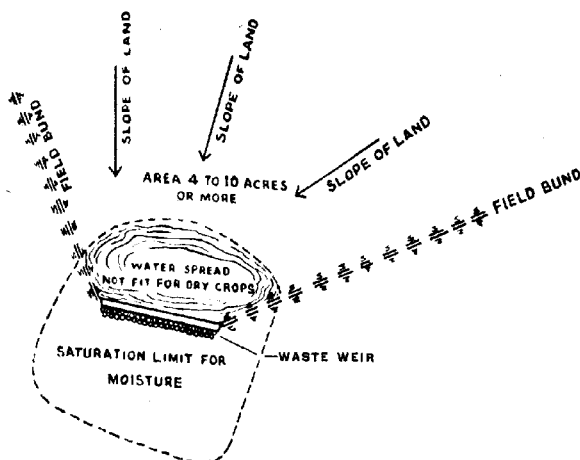 SLOPE OF LAND
SLOPE OF LAND
SLOPE OF LAND
FIELD BUND
AREA 4 TO 10 ACRES
OR MORE
FIELD BUND
WATER SPREAD
NOT FIT FOR DRY CROPS
WASTE WEIR
SATURATION LIMIT FOR
MOISTURE